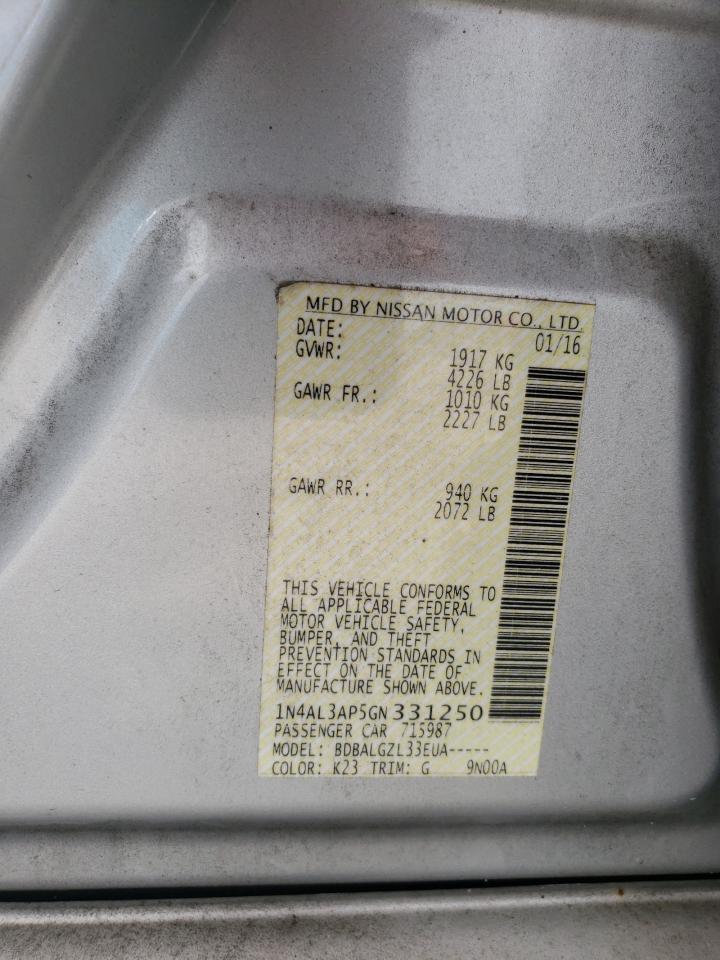 MFD BY NISSAN MOTOR CO., LTD.
DATE: 01/16
GVWR: 1917 KG
4226 LB
GAWR FR.: 1010 KG
2227 LB
GAWR RR.: 940 KG
2072 LB
THIS VEHICLE CONFORMS TO
ALL APPLICABLE FEDERAL
MOTOR VEHICLE SAFETY,
BUMPER, AND THEFT
PREVENTION STANDARDS IN
EFFECT ON THE DATE OF
MANUFACTURE SHOWN ABOVE.
1N4AL3AP5GN331250
PASSENGER CAR 715987
MODEL: BDBALGZL33EUA-----
COLOR: K23 TRIM: G 9N00A